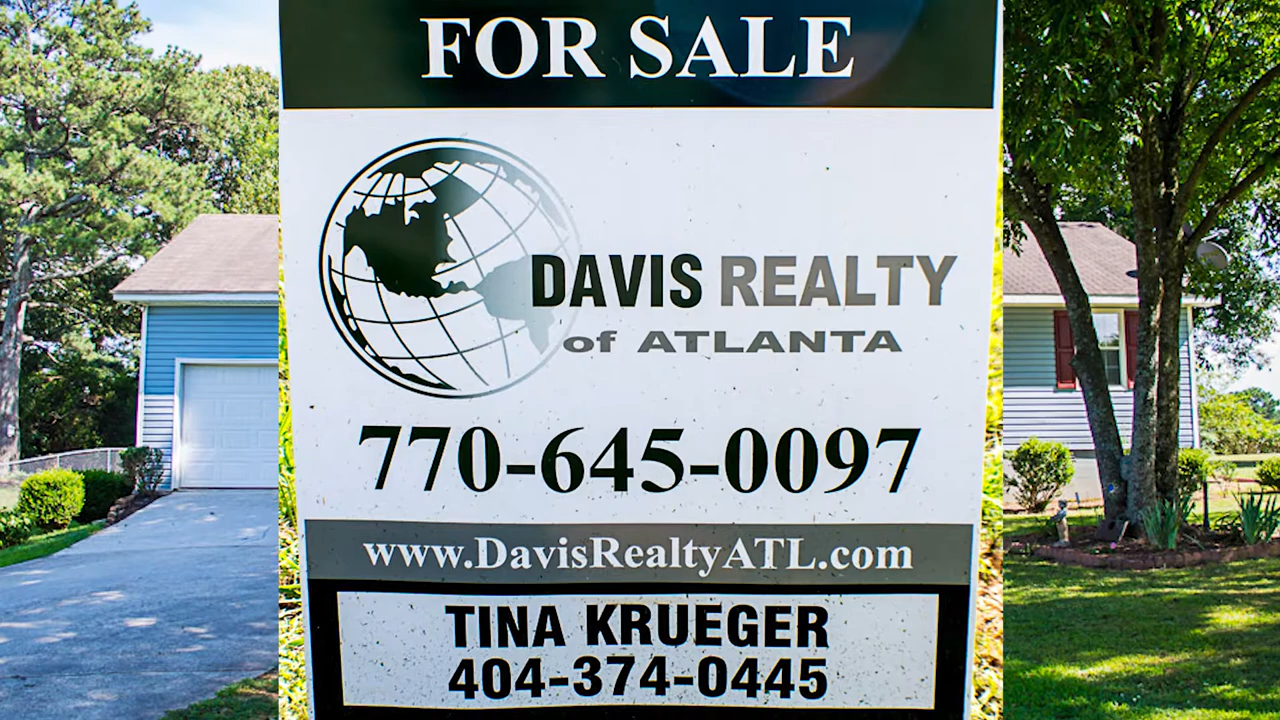 FOR SALE
DAVIS REALTY
of ATLANTA
770-645-0097
www.DavisRealtyATL.com
TINA KRUEGER
404-374-0445